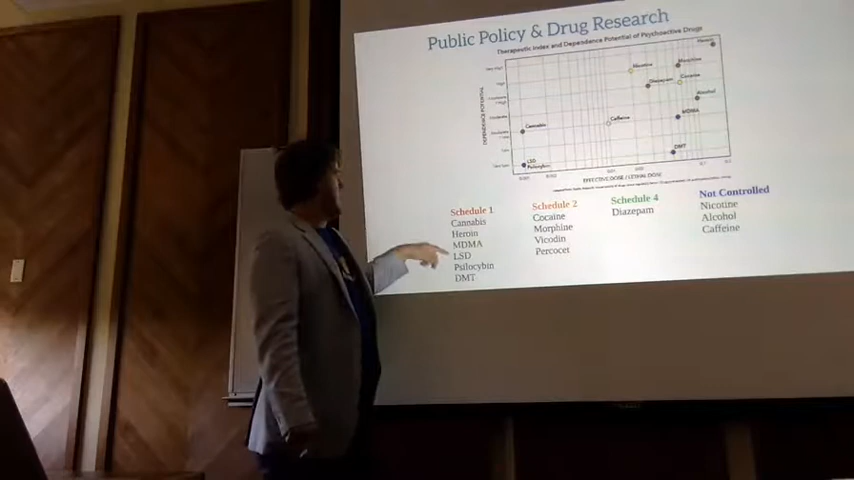 Public Policy & Drug Research
Therapeutic Index and Dependence Potential of Psychoactive Drugs
Heroin
Nicotine
Morphine
Cocaine
Diazepam
Alcohol
MDMA
Caffeine
Cannabis
DMT
LSD
Psilocybin
DEPENDENCE POTENTIAL
EFFECTIVE DOSE / LETHAL DOSE
Schedule 1
Cannabis
Heroin
MDMA
LSD
Psilocybin
DMT
Schedule 2
Cocaine
Morphine
Vicodin
Percocet
Schedule 4
Diazepam
Not Controlled
Nicotine
Alcohol
Caffeine